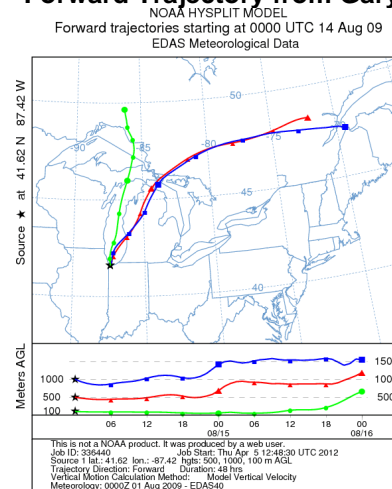 Forward Trajectory from Gary
NOAA HYSPLIT MODEL
Forward trajectories starting at 0000 UTC 14 Aug 09
EDAS Meteorological Data
Source ★ at 41.62 N 87.42 W
50
-90
-85
-80
-75
45
40
Meters AGL
1000
500
100
1500
1000
500
06 12 18 00 06 12 18 00
08/15 08/16
This is not a NOAA product. It was produced by a web user.
Job ID: 336440 Job Start: Thu Apr 5 12:48:30 UTC 2012
Source 1 lat.: 41.62 lon.: -87.42 hgts: 500, 1000, 100 m AGL
Trajectory Direction: Forward Duration: 48 hrs
Vertical Motion Calculation Method: Model Vertical Velocity
Meteorology: 0000Z 01 Aug 2009 - EDAS40